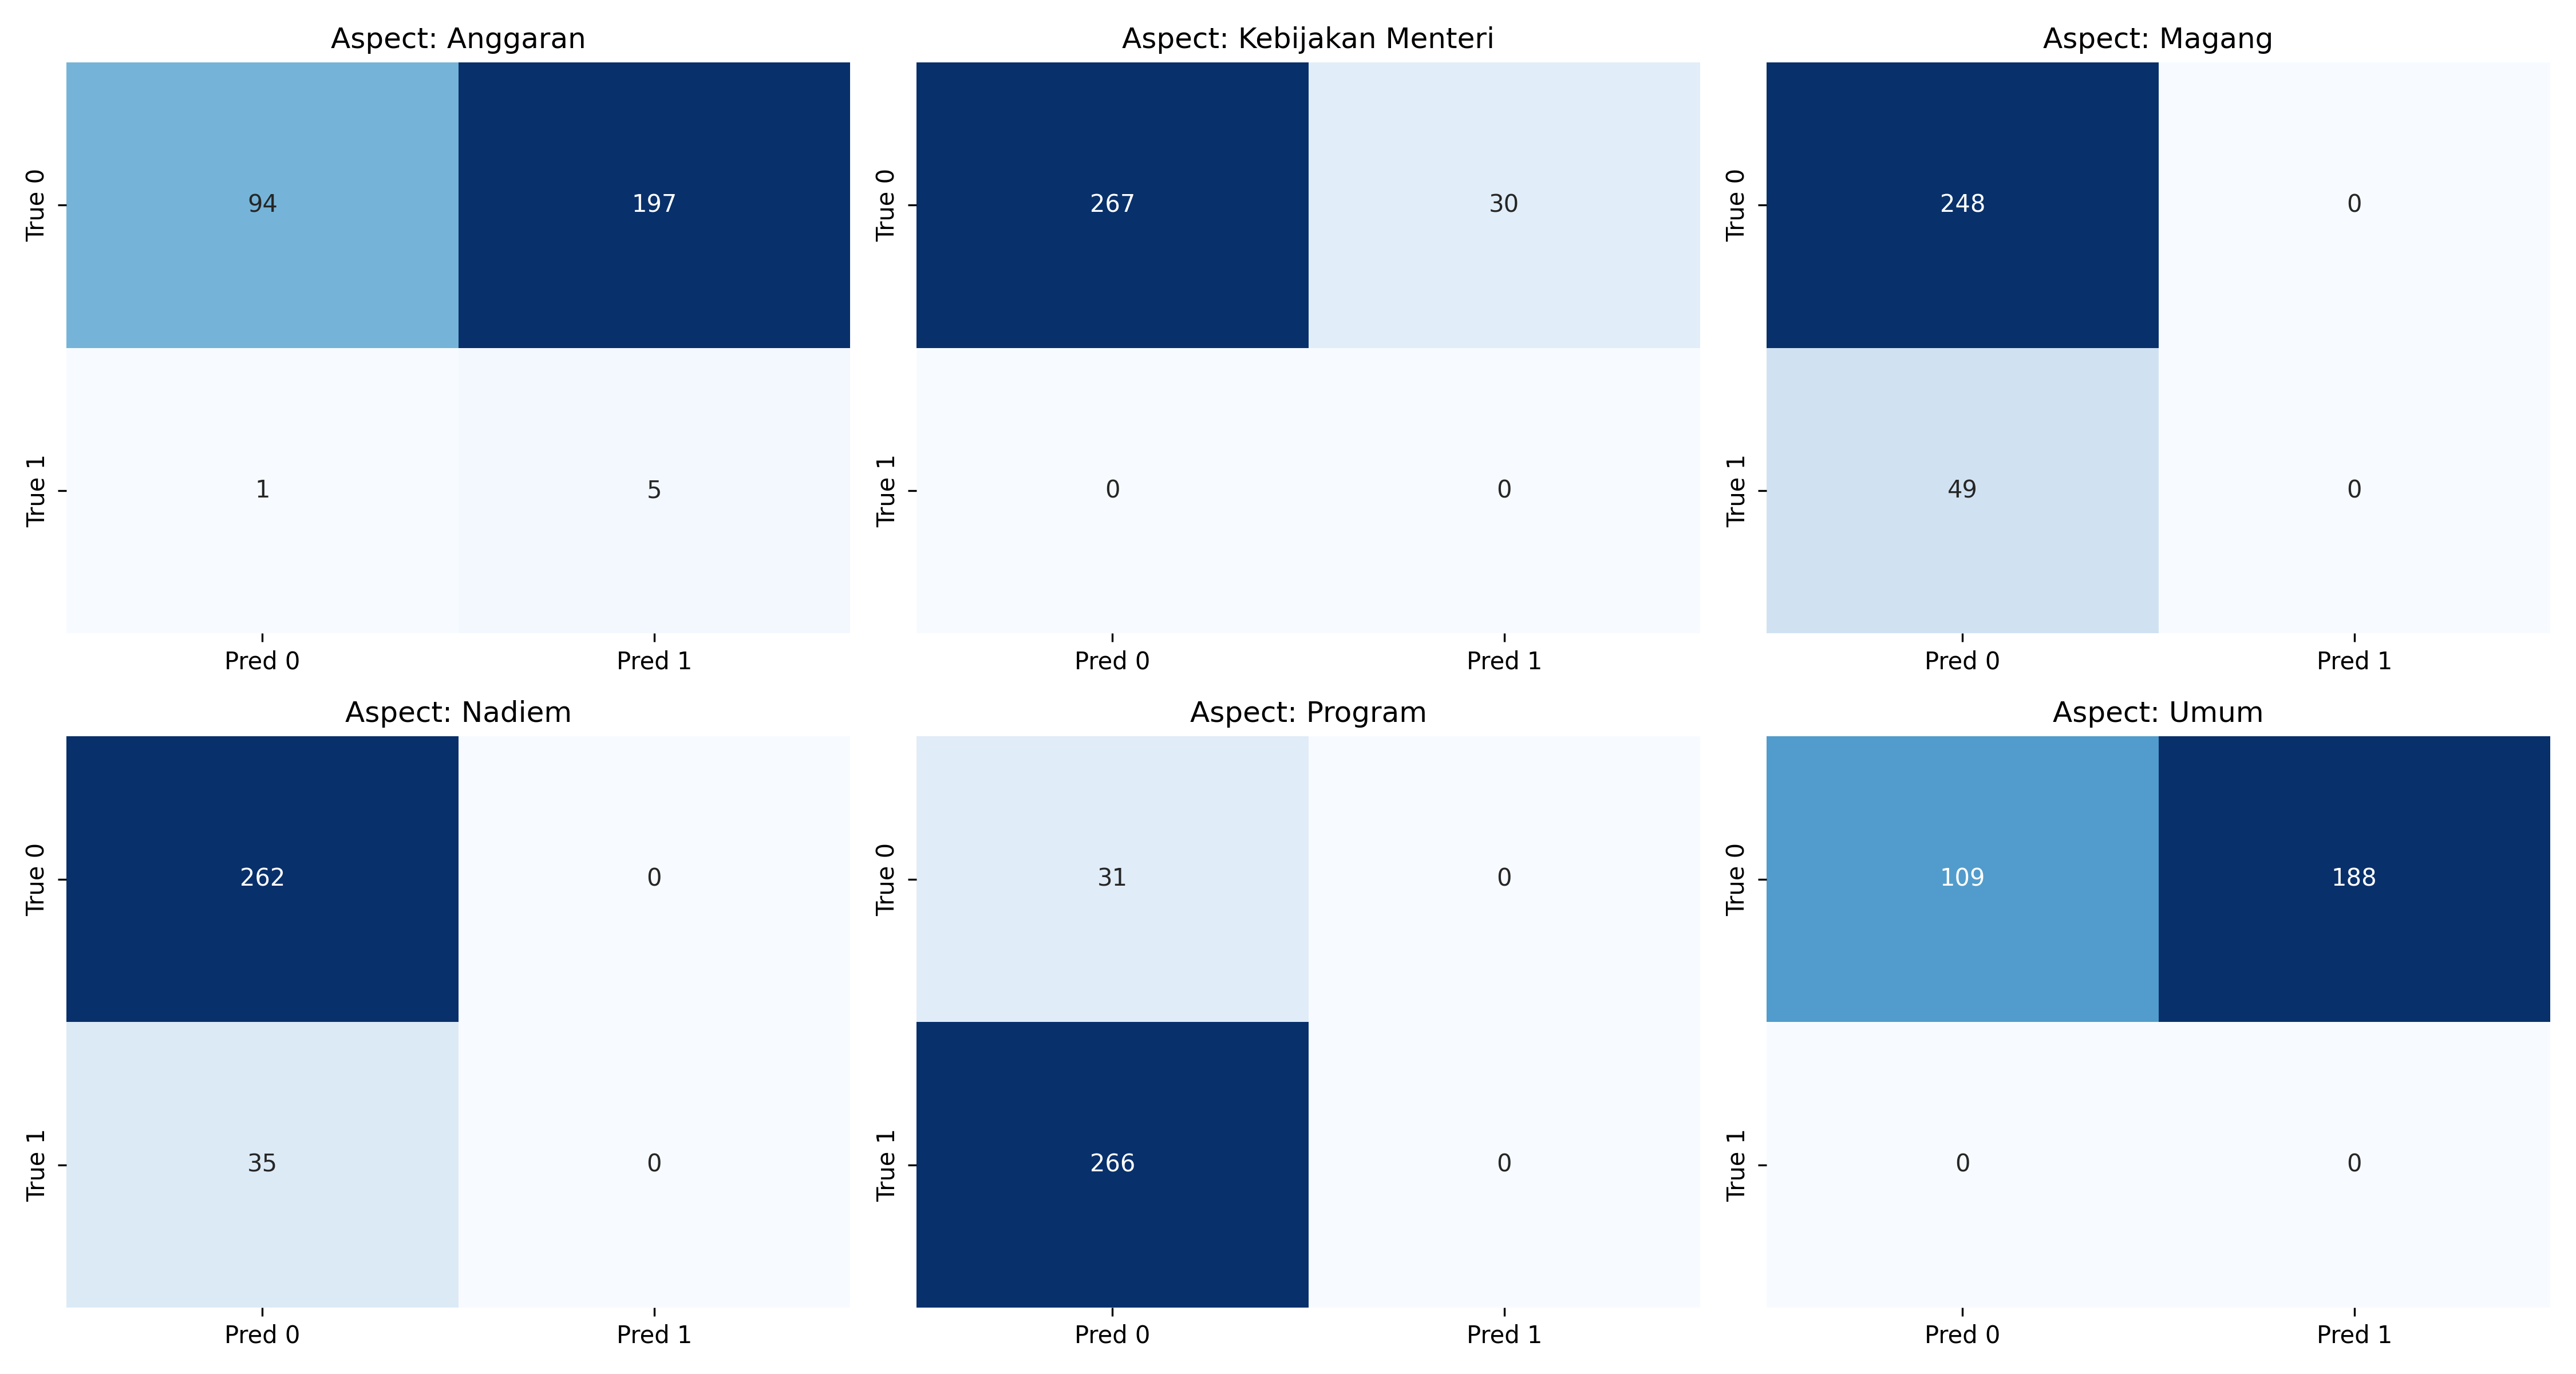 Aspect: Anggaran
True 0
94
197
True 1
1
5
Pred 0
Pred 1
Aspect: Kebijakan Menteri
True 0
267
30
True 1
0
0
Pred 0
Pred 1
Aspect: Magang
True 0
248
0
True 1
49
0
Pred 0
Pred 1
Aspect: Nadiem
True 0
262
0
True 1
35
0
Pred 0
Pred 1
Aspect: Program
True 0
31
0
True 1
266
0
Pred 0
Pred 1
Aspect: Umum
True 0
109
188
True 1
0
0
Pred 0
Pred 1